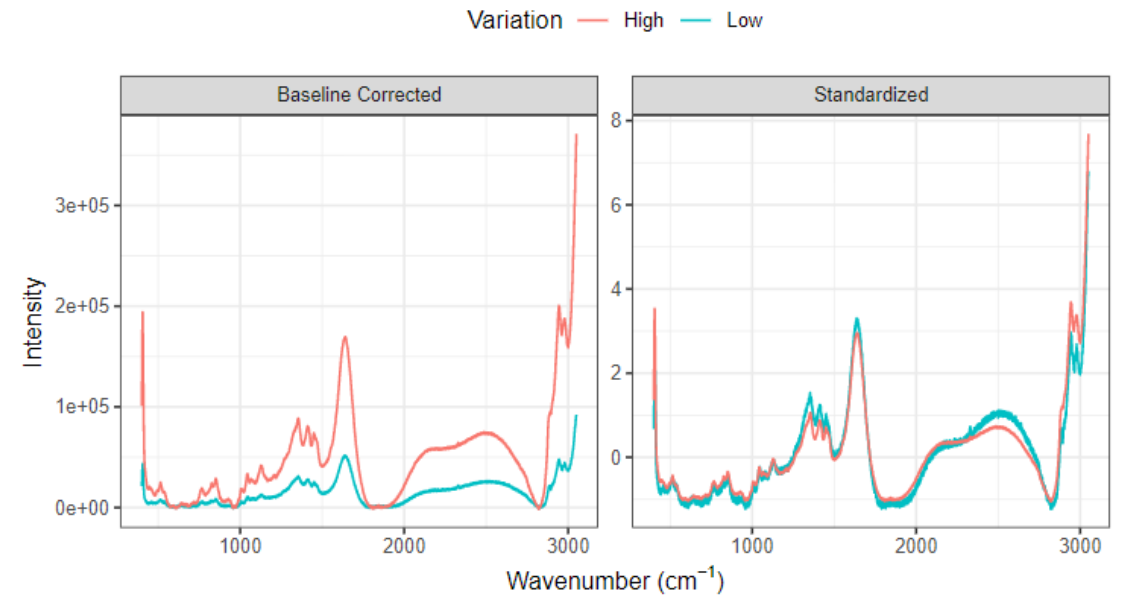 Variation High Low
Baseline Corrected
Standardized
Intensity
3e+05
2e+05
1e+05
0e+00
8
6
4
2
0
1000 2000 3000
1000 2000 3000
Wavenumber (cm⁻¹)